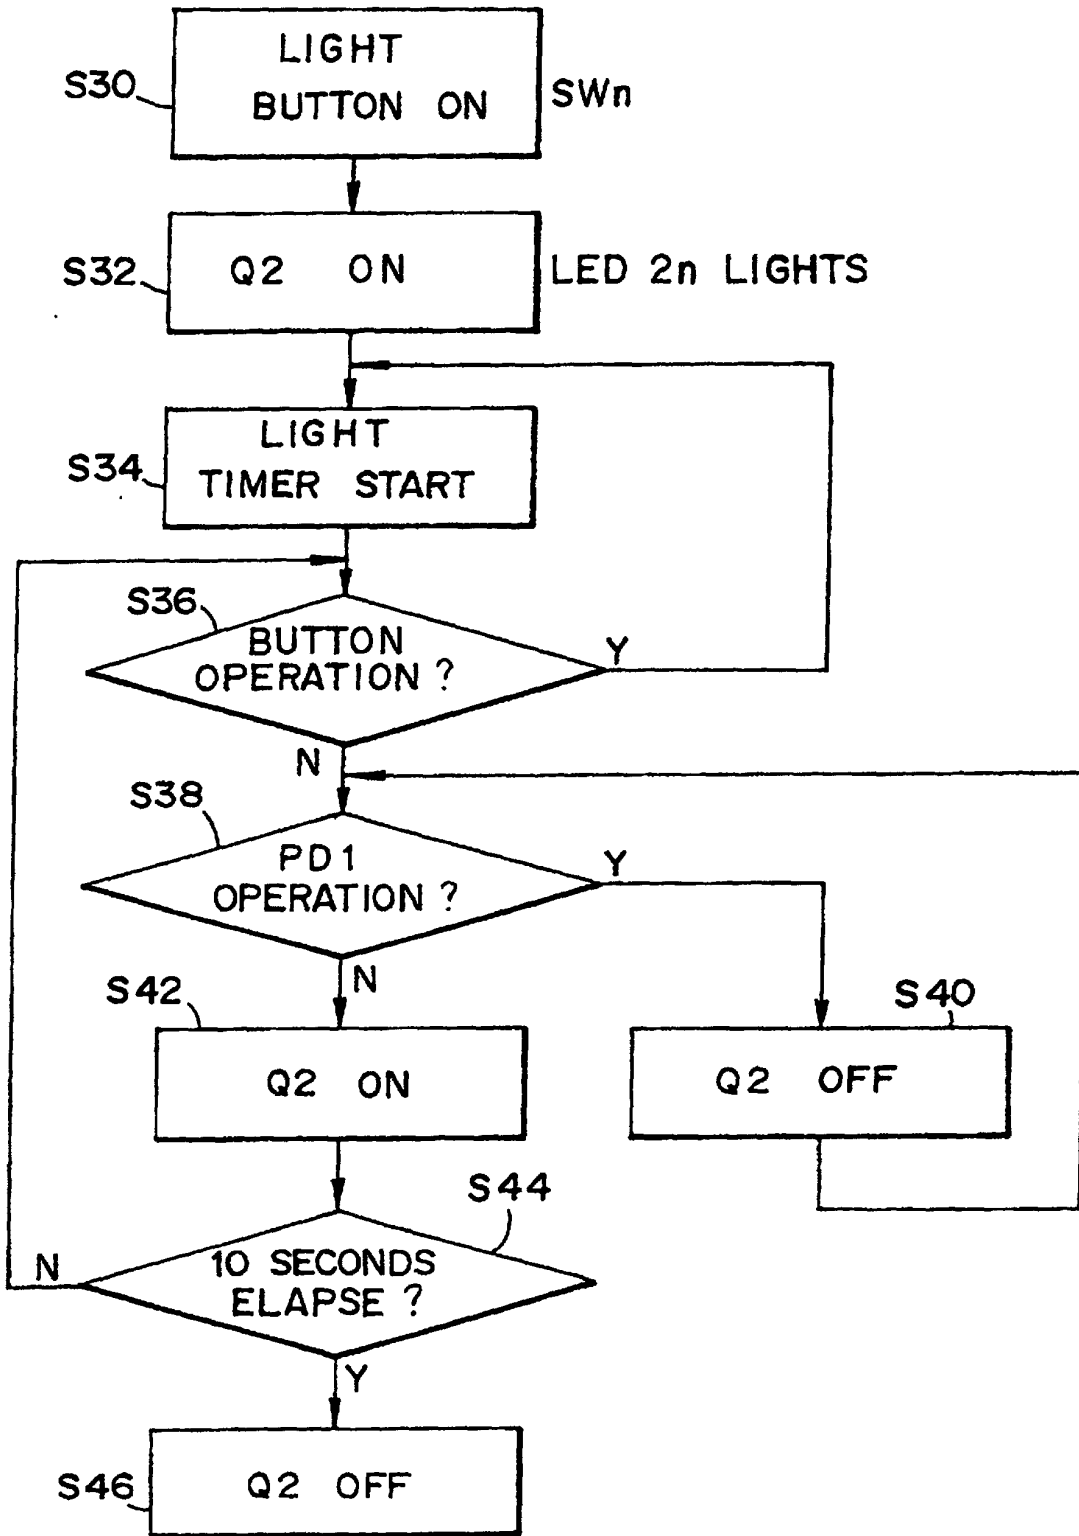 LIGHT
BUTTON ON
S30
SWn
S32
Q2 ON
LED 2n LIGHTS
LIGHT
TIMER START
S34
S36
BUTTON
OPERATION ?
Y
N
S38
PD1
OPERATION ?
Y
N
S42
Q2 ON
S40
Q2 OFF
S44
10 SECONDS
ELAPSE ?
N
Y
S46
Q2 OFF